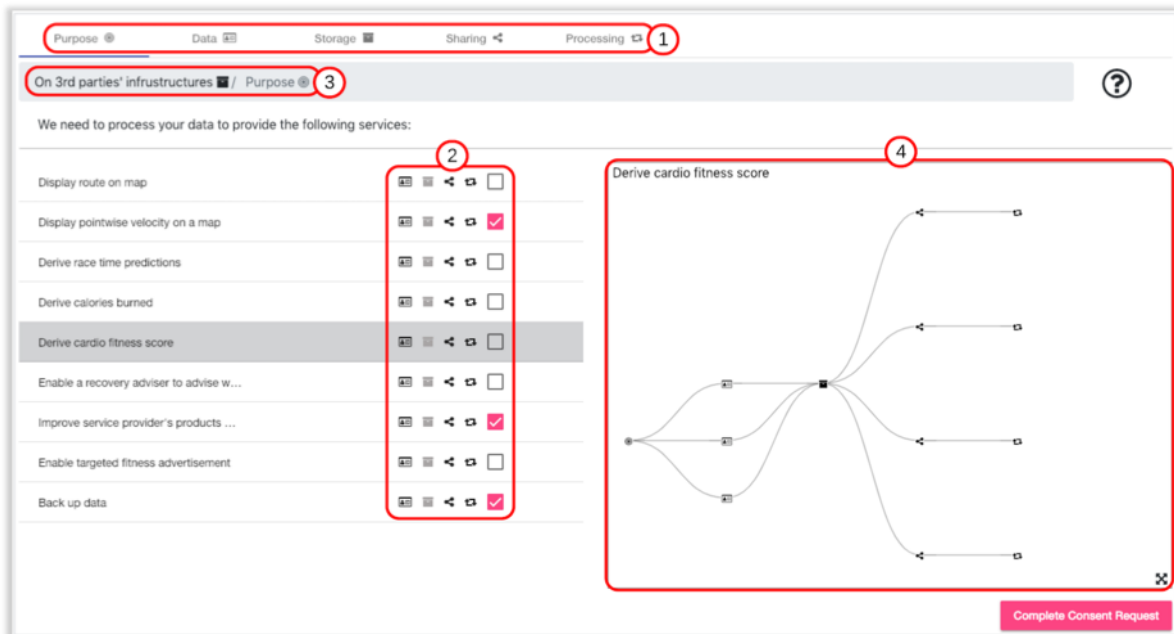 Purpose Data Storage Sharing Processing 1
On 3rd parties' infrustructures / Purpose 3
?
We need to process your data to provide the following services:
2
4
Derive cardio fitness score
Display route on map
Display pointwise velocity on a map
Derive race time predictions
Derive calories burned
Derive cardio fitness score
Enable a recovery adviser to advise w...
Improve service provider's products ...
Enable targeted fitness advertisement
Back up data
Complete Consent Request